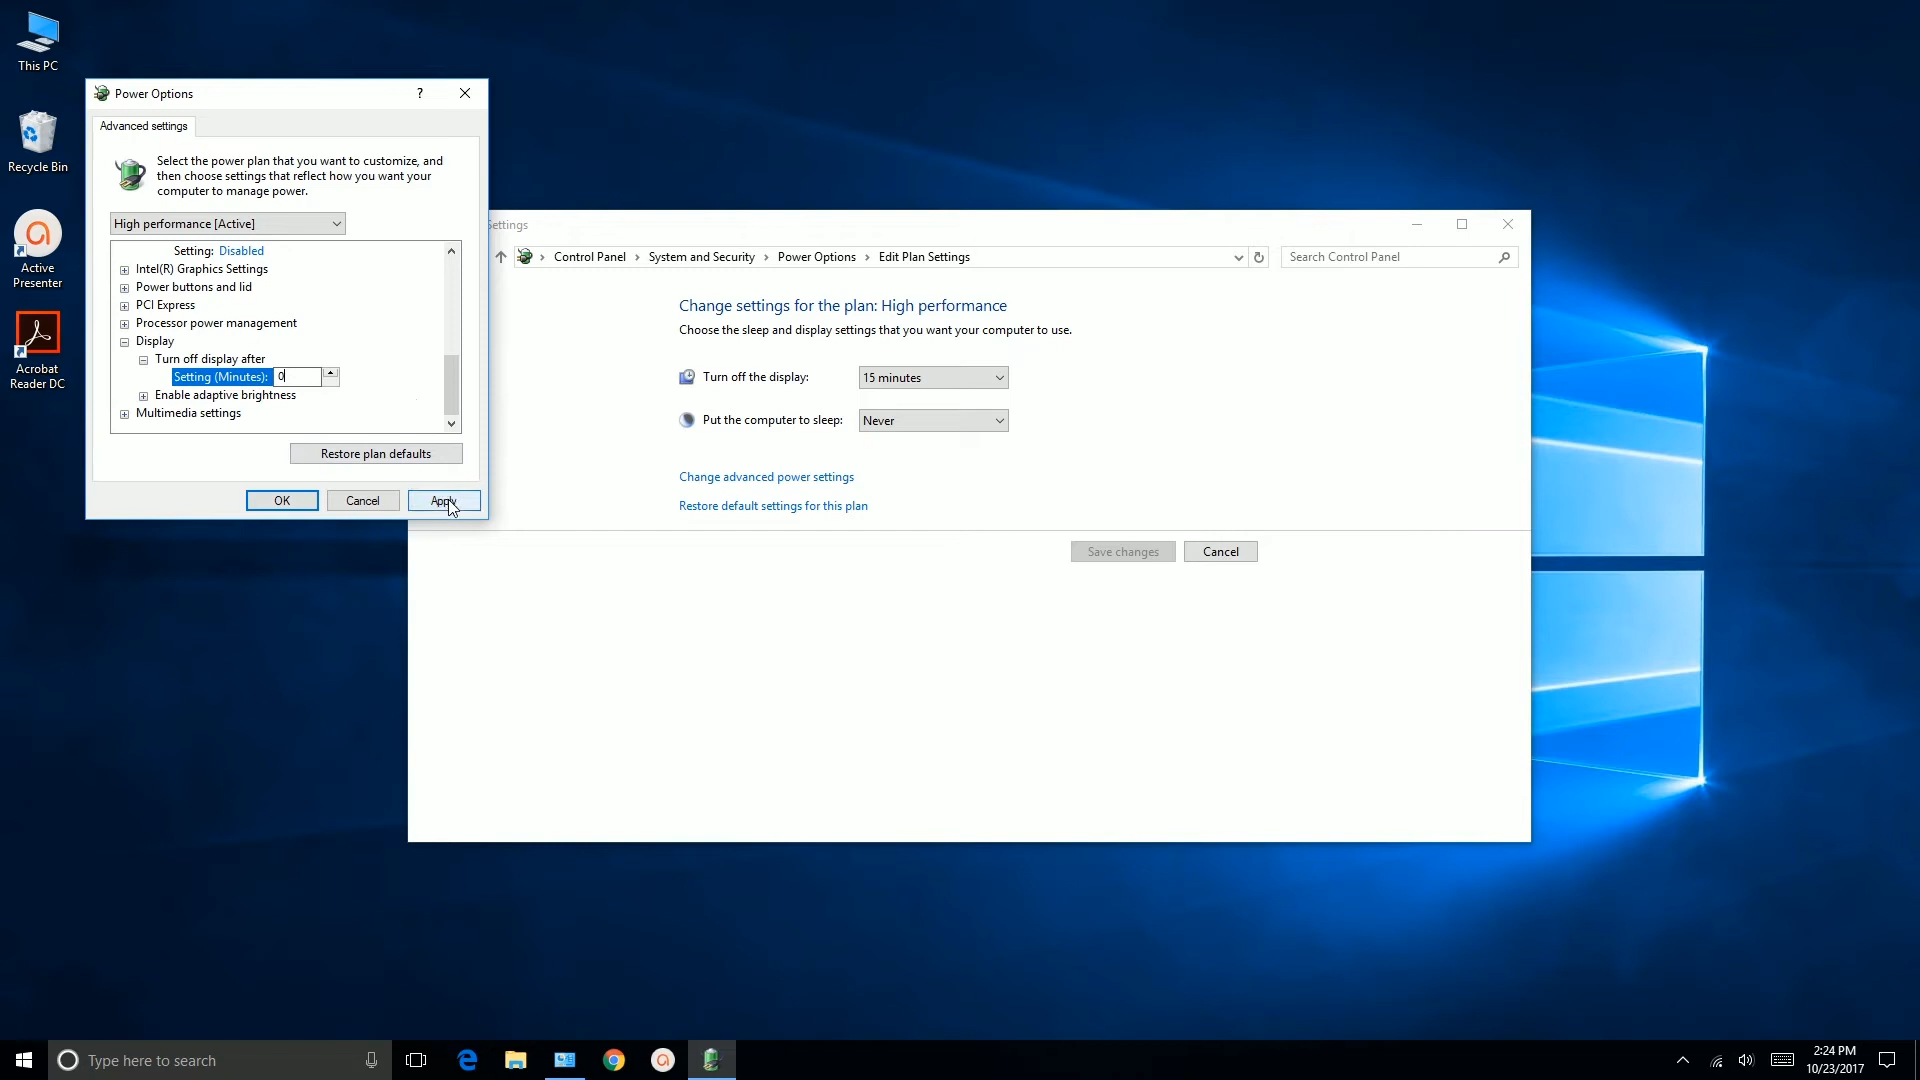 This PC
Recycle Bin
Active
Presenter
Acrobat
Reader DC
Power Options
?
Advanced settings
Select the power plan that you want to customize, and
then choose settings that reflect how you want your
computer to manage power.
High performance [Active]
Setting: Disabled
Intel(R) Graphics Settings
Power buttons and lid
PCI Express
Processor power management
Display
Turn off display after
Setting (Minutes): 0
Enable adaptive brightness
Multimedia settings
Restore plan defaults
OK
Cancel
Apply
Settings
Control Panel > System and Security > Power Options > Edit Plan Settings
Search Control Panel
Change settings for the plan: High performance
Choose the sleep and display settings that you want your computer to use.
Turn off the display: 15 minutes
Put the computer to sleep: Never
Change advanced power settings
Restore default settings for this plan
Save changes
Cancel
Type here to search
2:24 PM
10/23/2017